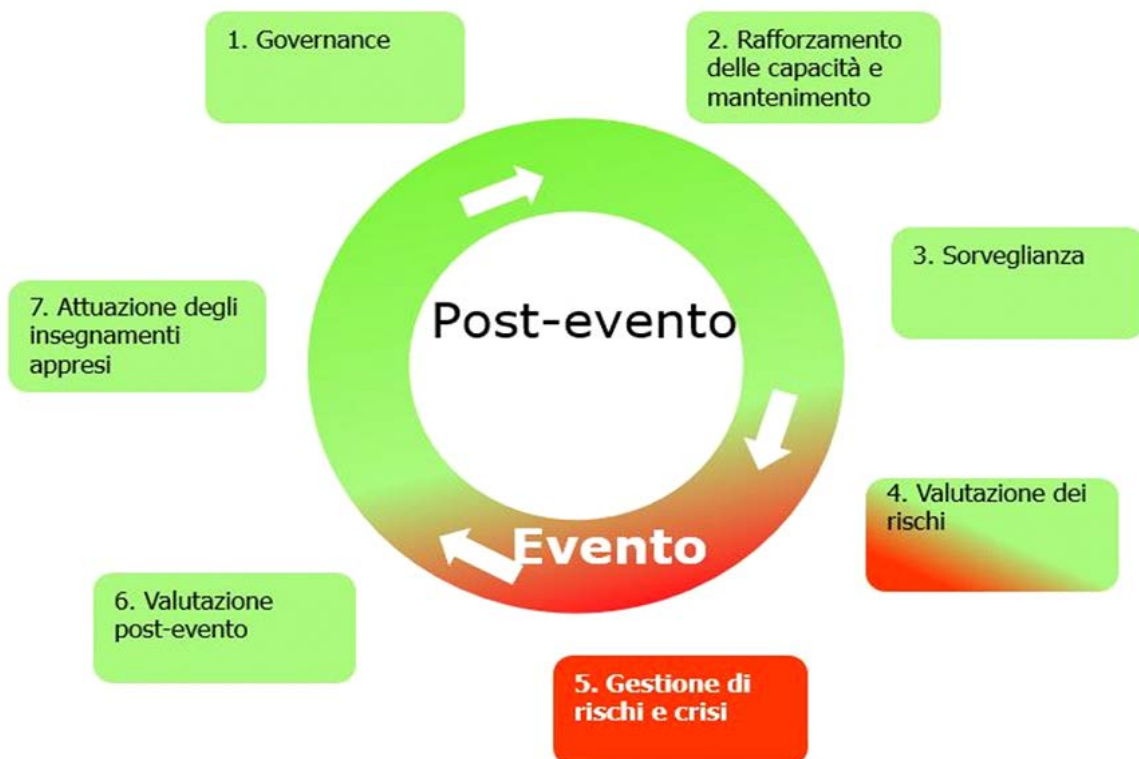 1. Governance
2. Rafforzamento
delle capacità e
mantenimento
3. Sorveglianza
7. Attuazione degli
insegnamenti
appresi
Post-evento
4. Valutazione dei
rischi
Evento
6. Valutazione
post-evento
5. Gestione di
rischi e crisi